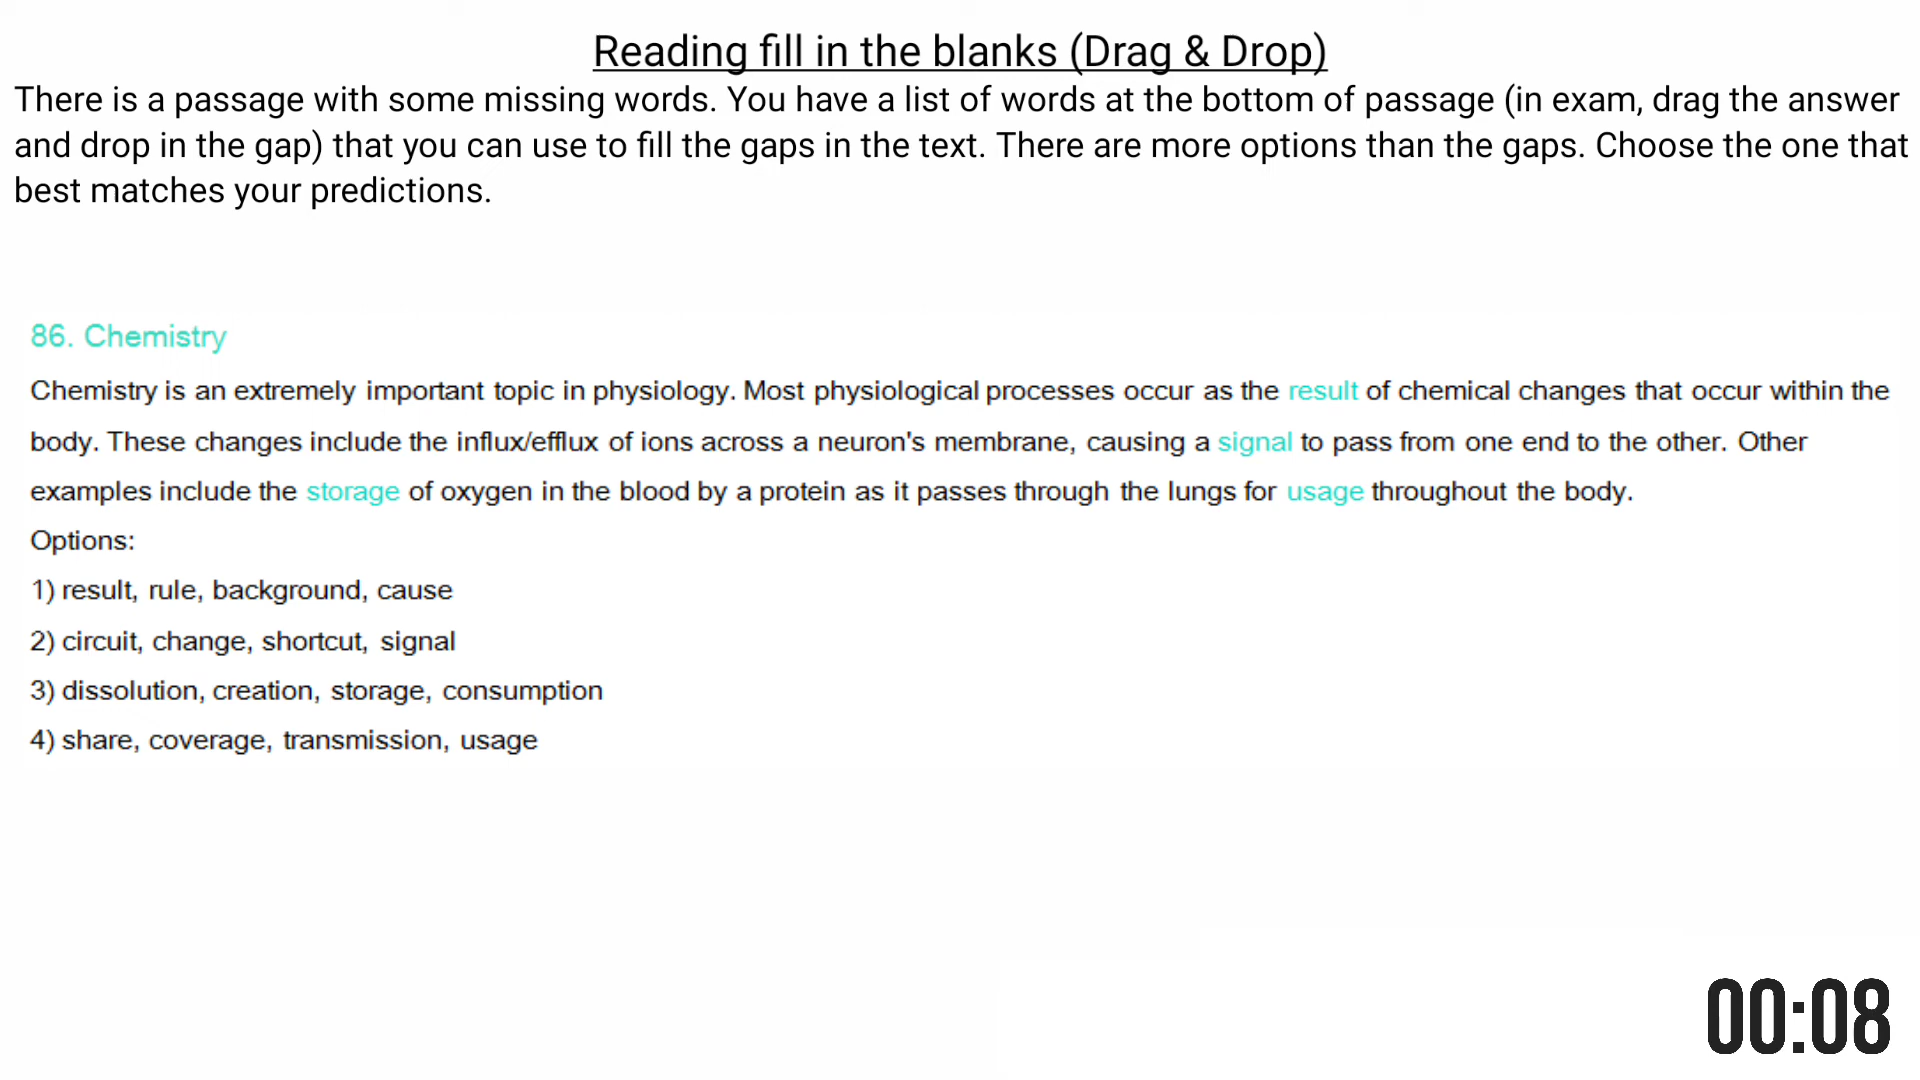 Reading fill in the blanks (Drag & Drop)
There is a passage with some missing words. You have a list of words at the bottom of passage (in exam, drag the answer
and drop in the gap) that you can use to fill the gaps in the text. There are more options than the gaps. Choose the one that
best matches your predictions.
86. Chemistry
Chemistry is an extremely important topic in physiology. Most physiological processes occur as the result of chemical changes that occur within the
body. These changes include the influx/efflux of ions across a neuron's membrane, causing a signal to pass from one end to the other. Other
examples include the storage of oxygen in the blood by a protein as it passes through the lungs for usage throughout the body.
Options:
1) result, rule, background, cause
2) circuit, change, shortcut, signal
3) dissolution, creation, storage, consumption
4) share, coverage, transmission, usage
00:08